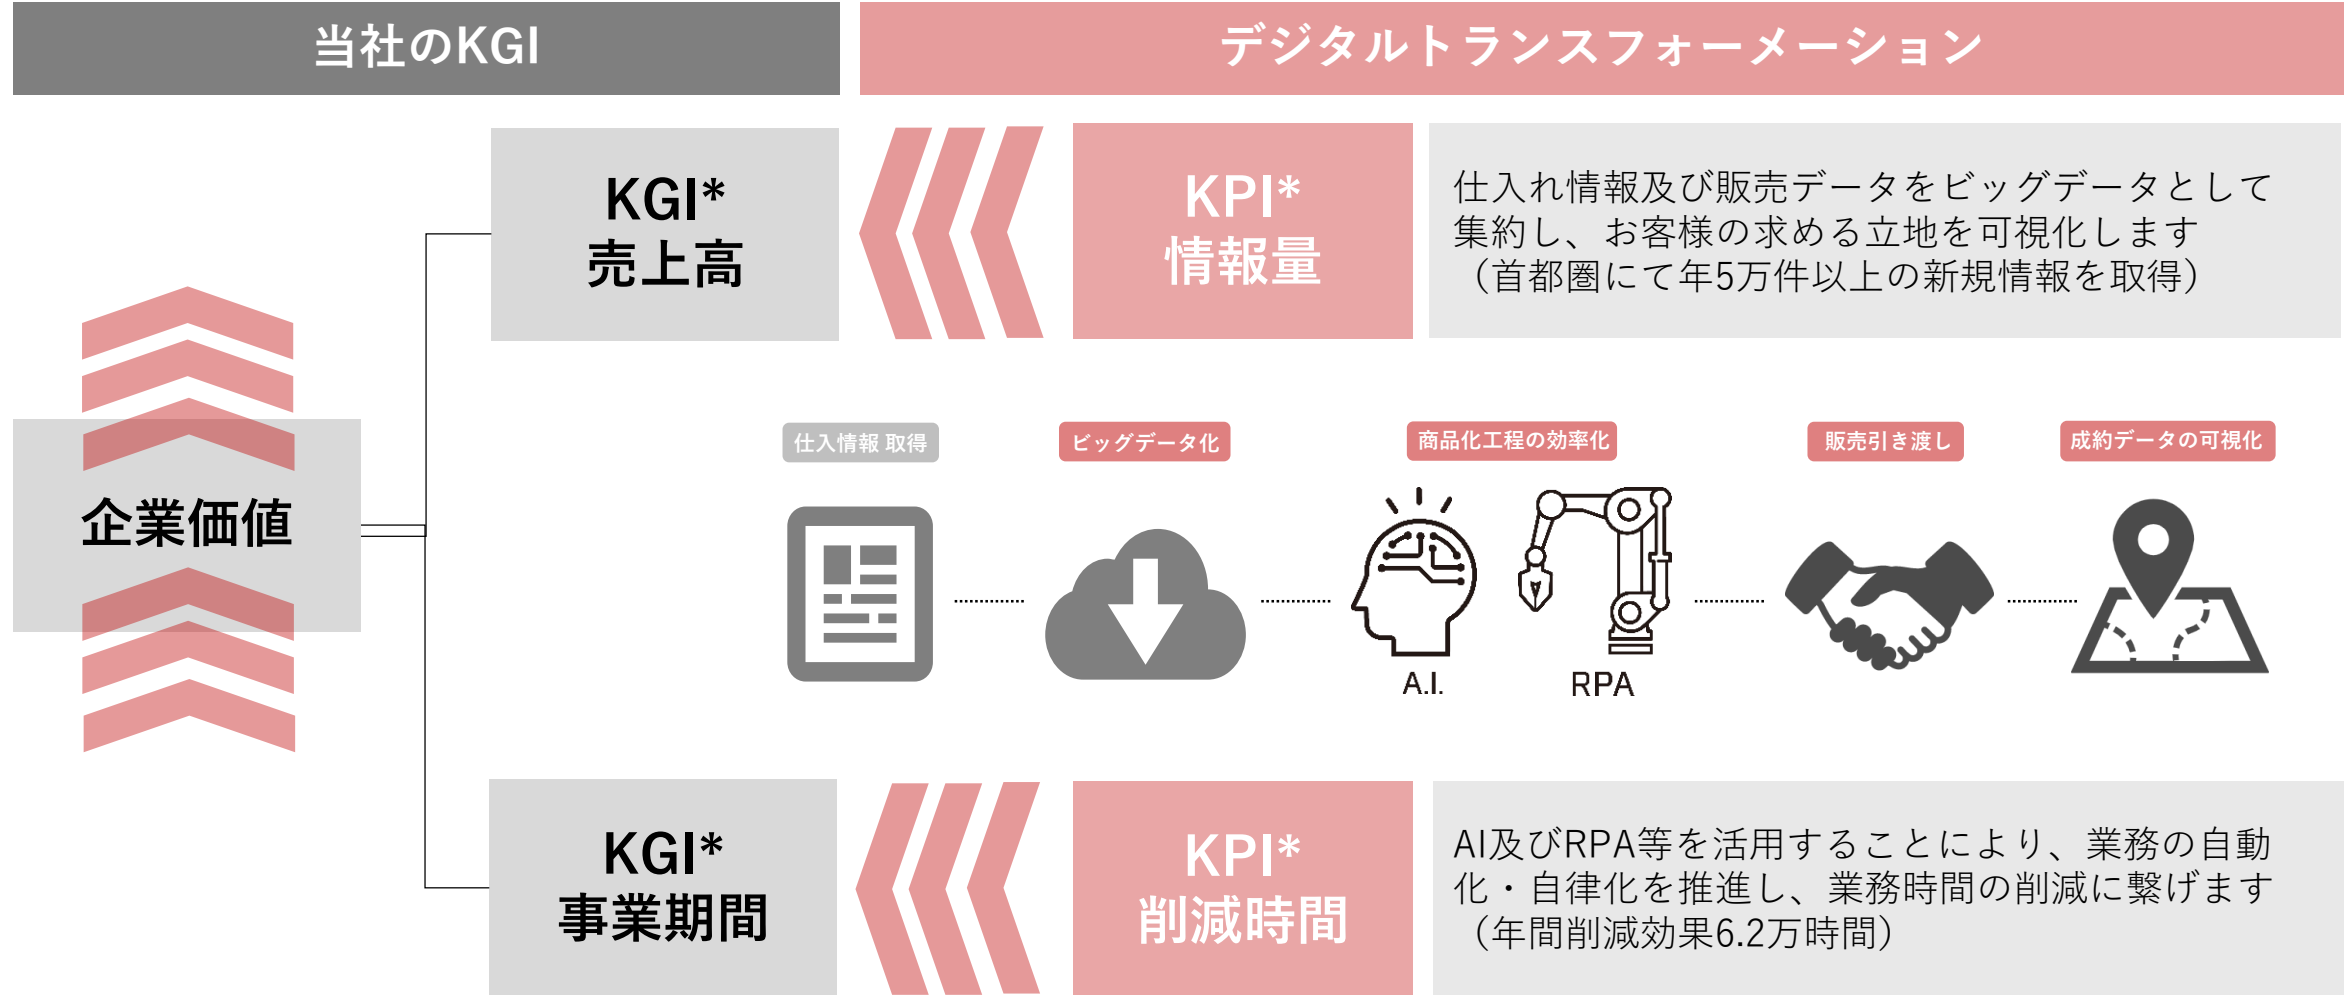 当社のKGI
デジタルトランスフォーメーション
KGI*
売上高
KPI*
情報量
仕入れ情報及び販売データをビッグデータとして
集約し、お客様の求める立地を可視化します
（首都圏にて年5万件以上の新規情報を取得）
企業価値
仕入情報 取得
ビッグデータ化
商品化工程の効率化
販売引き渡し
成約データの可視化
A.I.
RPA
KGI*
事業期間
KPI*
削減時間
AI及びRPA等を活用することにより、業務の自動
化・自律化を推進し、業務時間の削減に繋げます
（年間削減効果6.2万時間）